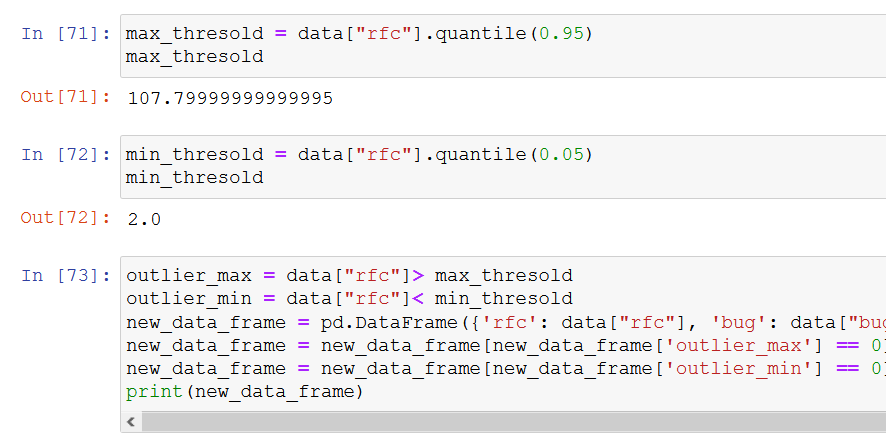 In [71]: max_thresold = data["rfc"].quantile(0.95)
max_thresold
Out[71]: 107.79999999999995
In [72]: min_thresold = data["rfc"].quantile(0.05)
min_thresold
Out[72]: 2.0
In [73]: outlier_max = data["rfc"]> max_thresold
outlier_min = data["rfc"]< min_thresold
new_data_frame = pd.DataFrame({'rfc': data["rfc"], 'bug': data["bug
new_data_frame = new_data_frame[new_data_frame['outlier_max'] == 0]
new_data_frame = new_data_frame[new_data_frame['outlier_min'] == 0]
print(new_data_frame)